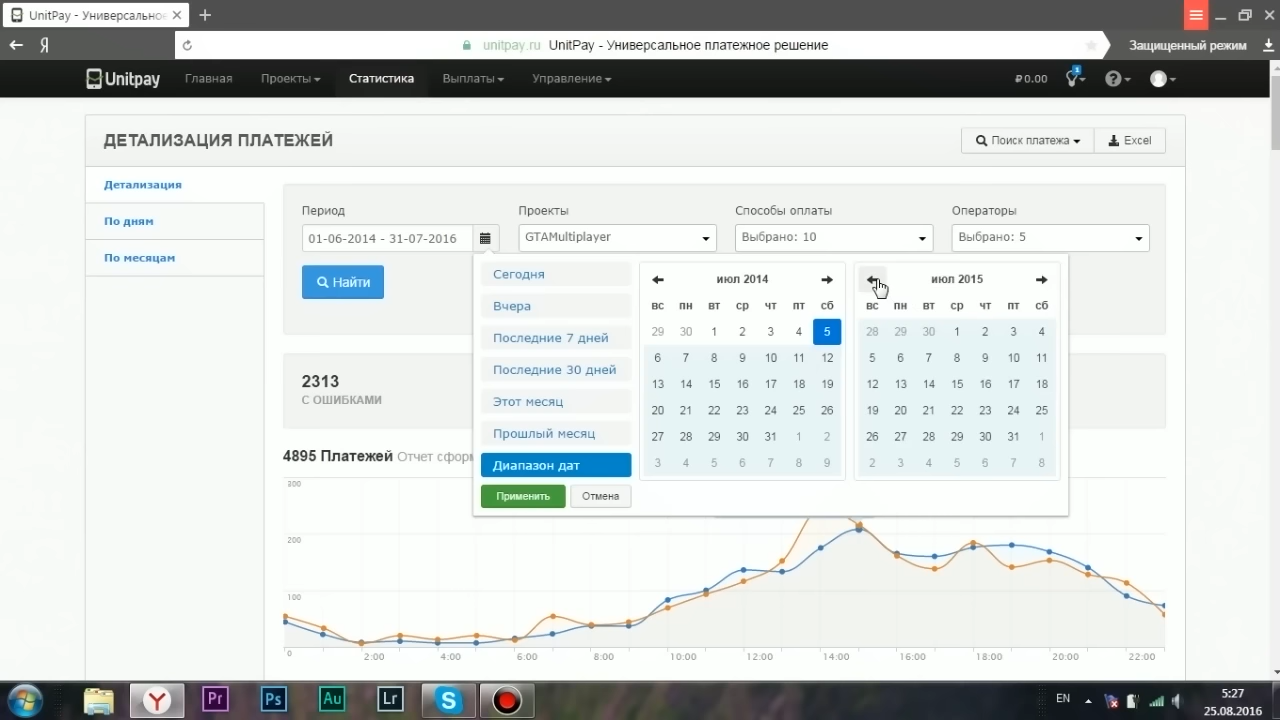 UnitPay - Универсальное
unitpay.ru UnitPay - Универсальное платежное решение
Защищенный режим
Unitpay Главная Проекты Статистика Выплаты Управление ₽0.00 1 ?
ДЕТАЛИЗАЦИЯ ПЛАТЕЖЕЙ Поиск платежа Excel
Детализация
По дням
По месяцам
Период Проекты Способы оплаты Операторы
01-06-2014 - 31-07-2016 GTAMultiplayer Выбрано: 10 Выбрано: 5
Найти
Сегодня
Вчера
Последние 7 дней
Последние 30 дней
Этот месяц
Прошлый месяц
Диапазон дат
Применить Отмена
июл 2014
вс пн вт ср чт пт сб
29 30 1 2 3 4 5
6 7 8 9 10 11 12
13 14 15 16 17 18 19
20 21 22 23 24 25 26
27 28 29 30 31 1 2
3 4 5 6 7 8 9
июл 2015
вс пн вт ср чт пт сб
28 29 30 1 2 3 4
5 6 7 8 9 10 11
12 13 14 15 16 17 18
19 20 21 22 23 24 25
26 27 28 29 30 31 1
2 3 4 5 6 7 8
2313
С ОШИБКАМИ
4895 Платежей Отчет сфор
300
200
100
0
2:00 4:00 6:00 8:00 10:00 12:00 14:00 16:00 18:00 20:00 22:00
Y Pr Ps Au Lr S EN 5:27
25.08.2016